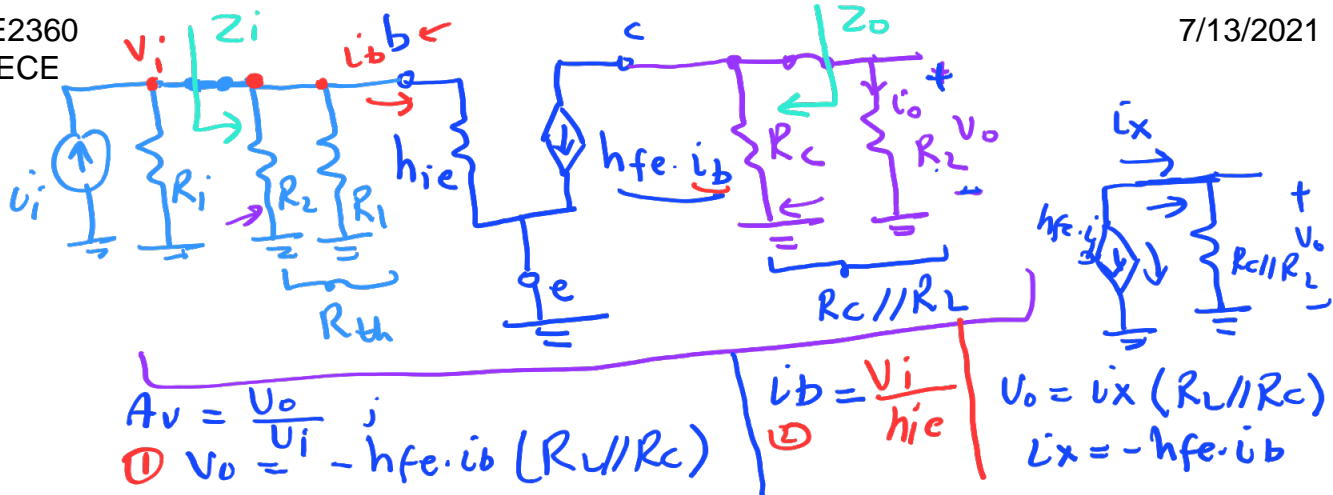 E2360
ECE
7/13/2021
Vi
Zi
ib
b
c
Zo
ii
Ri
R2
R1
Rth
hie
hfe.ib
e
Rc
io
RL
+
Vo
-
Rc//RL
ix
hfe.ib
+
Vo
-
Rc//RL
Av = Vo/Vi ;
① Vo = - hfe.ib (RL//Rc)
ib = Vi/hie
②
Vo = ix (RL//Rc)
ix = - hfe.ib